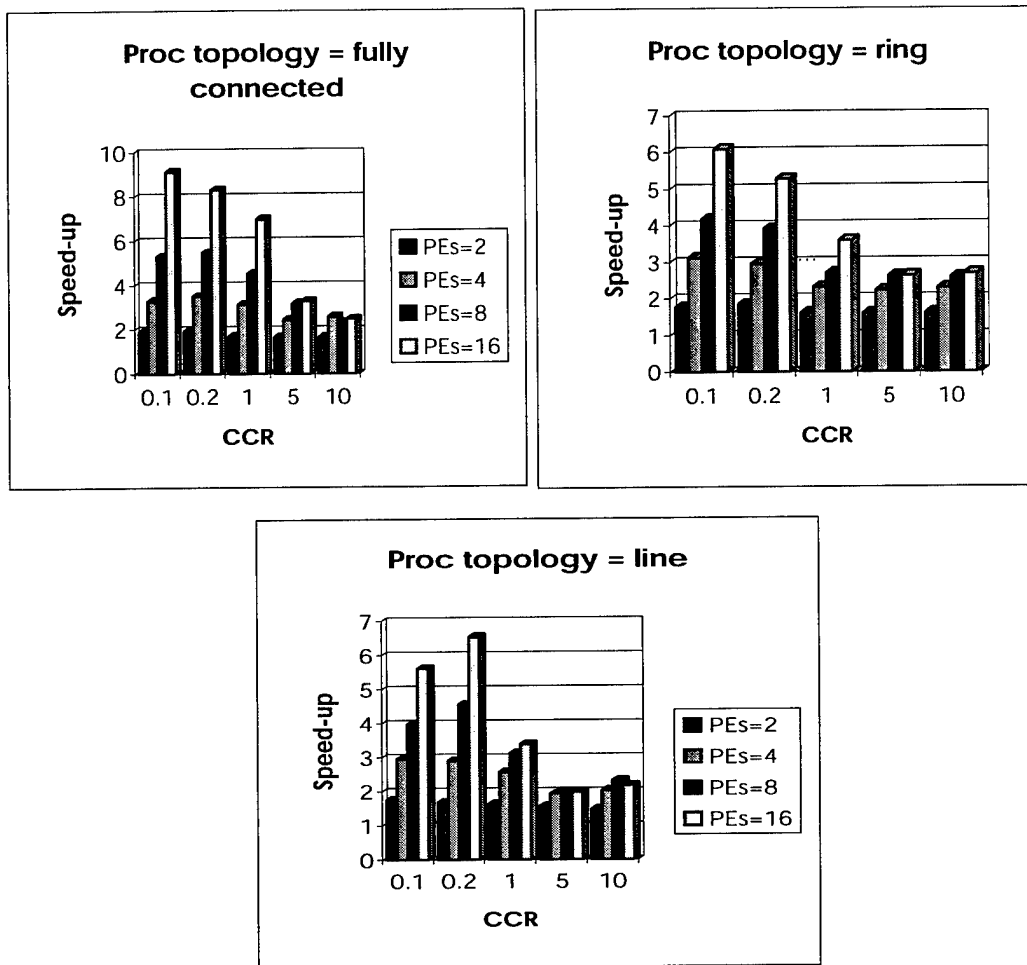 Proc topology = fully
connected
Speed-up
10
8
6
4
2
0
0.1 0.2 1 5 10
CCR
PEs=2
PEs=4
PEs=8
PEs=16
Proc topology = ring
Speed-up
7
6
5
4
3
2
1
0
0.1 0.2 1 5 10
CCR
Proc topology = line
Speed-up
7
6
5
4
3
2
1
0
0.1 0.2 1 5 10
CCR
PEs=2
PEs=4
PEs=8
PEs=16